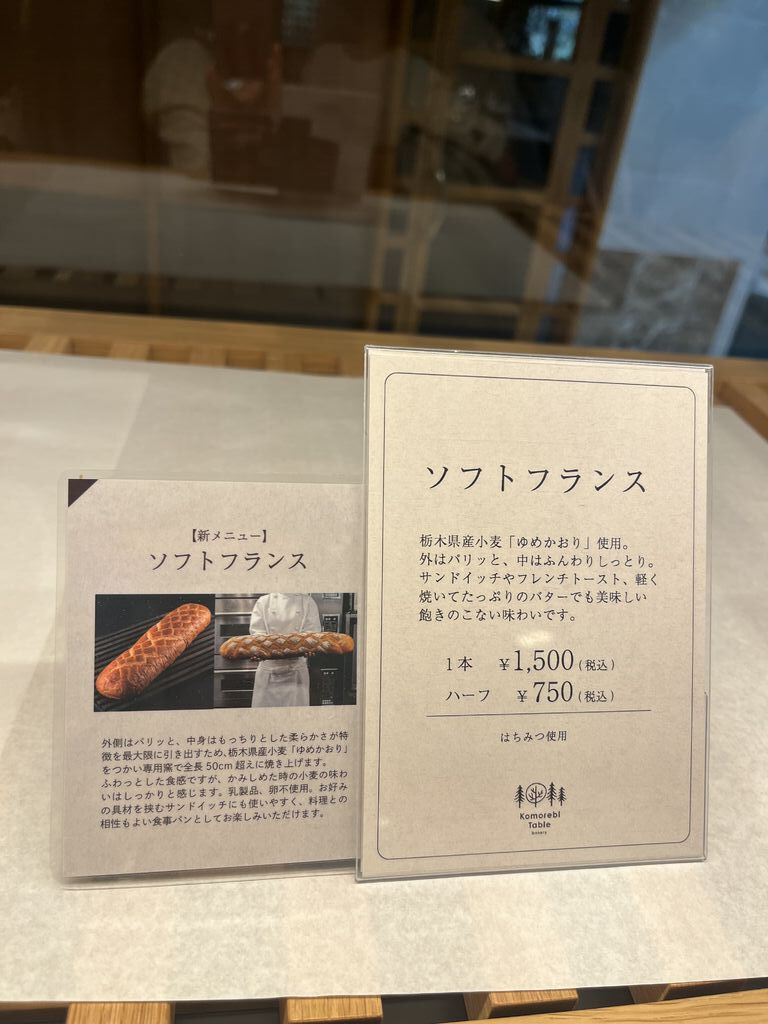 【新メニュー】
ソフトフランス
外側はパリッと、中身はもっちりとした柔らかさが特
徴を最大限に引き出すため、栃木県産小麦「ゆめかおり」
をつかい専用窯で全長50cm超えに焼き上げます。
ふわっとした食感ですが、かみしめた時の小麦の味わ
いはしっかりと感じます。乳製品、卵不使用。お好み
の具材を挟むサンドイッチにも使いやすく、料理との
相性もよい食事パンとしてお楽しみいただけます。
ソフトフランス
栃木県産小麦「ゆめかおり」使用。
外はパリッと、中はふんわりしっとり。
サンドイッチやフレンチトースト、軽く
焼いてたっぷりのバターでも美味しい
飽きのこない味わいです。
1本 ¥1,500(税込)
ハーフ ¥750(税込)
はちみつ使用
Komorebi
Table
bakery